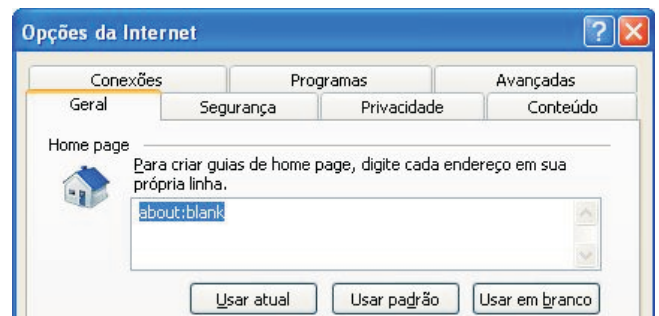 Opções da Internet
Conexões Programas Avançadas
Geral Segurança Privacidade Conteúdo
Home page
Para criar guias de home page, digite cada endereço em sua
própria linha.
about:blank
Usar atual Usar padrão Usar em branco